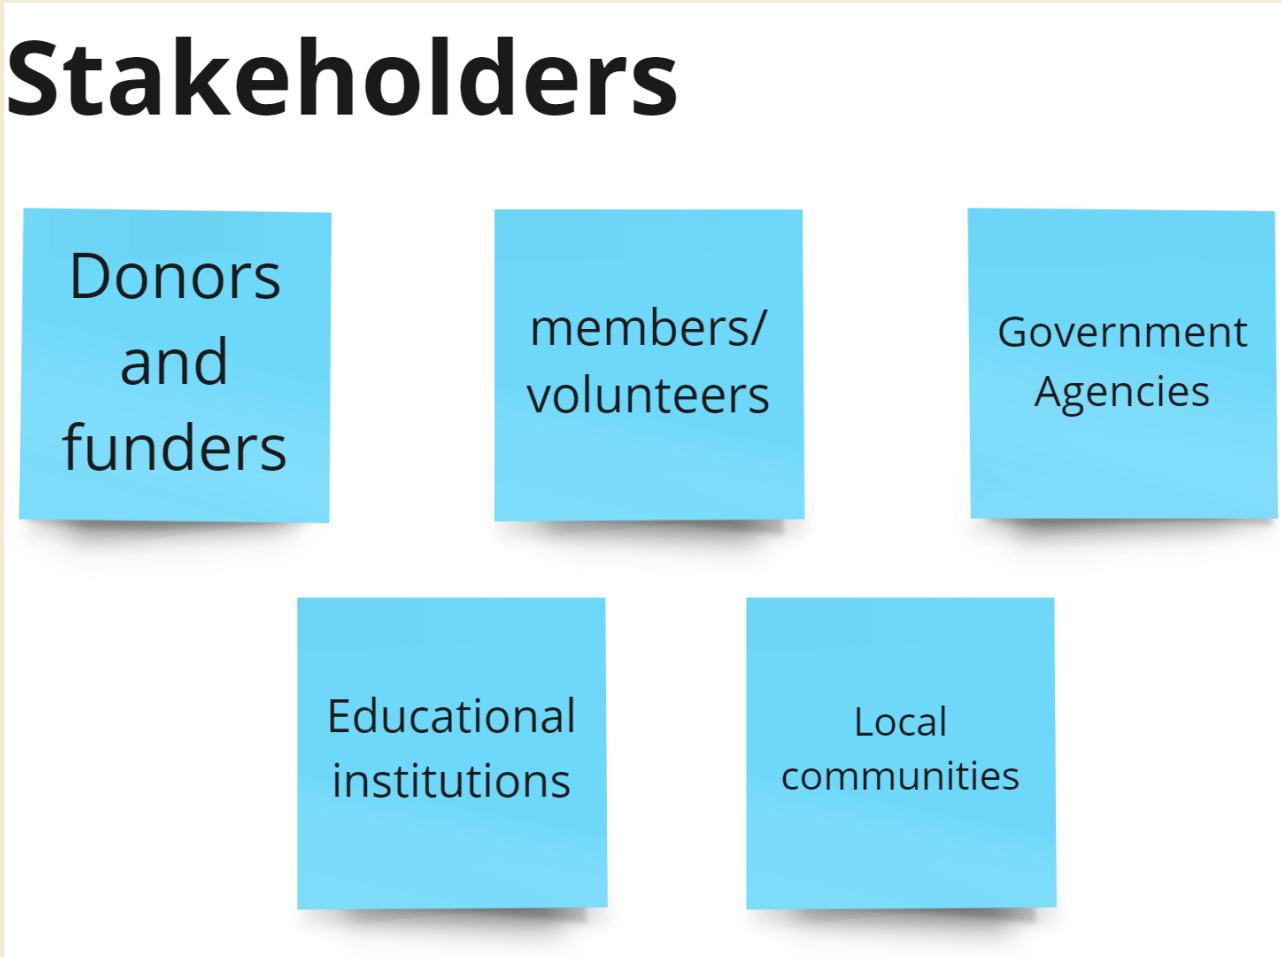 Stakeholders
Donors
and
funders
members/
volunteers
Government
Agencies
Educational
institutions
Local
communities